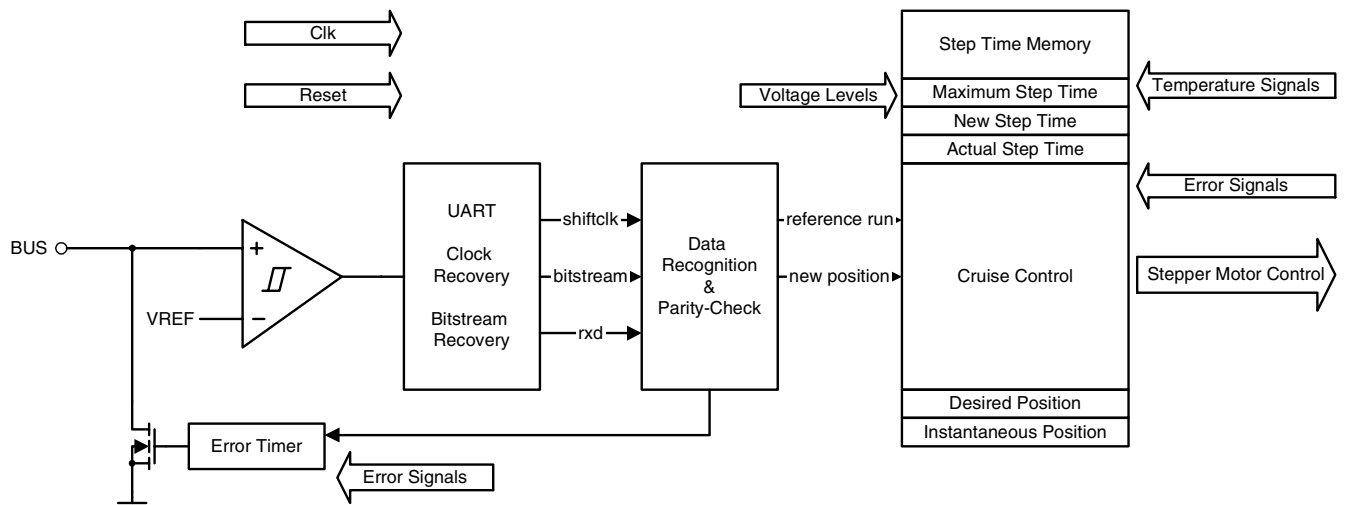 Clk
Reset
Step Time Memory
Voltage Levels
Maximum Step Time
Temperature Signals
New Step Time
Actual Step Time
Error Signals
UART
Clock
Recovery
Bitstream
Recovery
shiftclk
bitstream
rxd
Data
Recognition
&
Parity-Check
reference run
new position
Cruise Control
Stepper Motor Control
BUS
+
VREF
−
Desired Position
Instantaneous Position
Error Timer
Error Signals